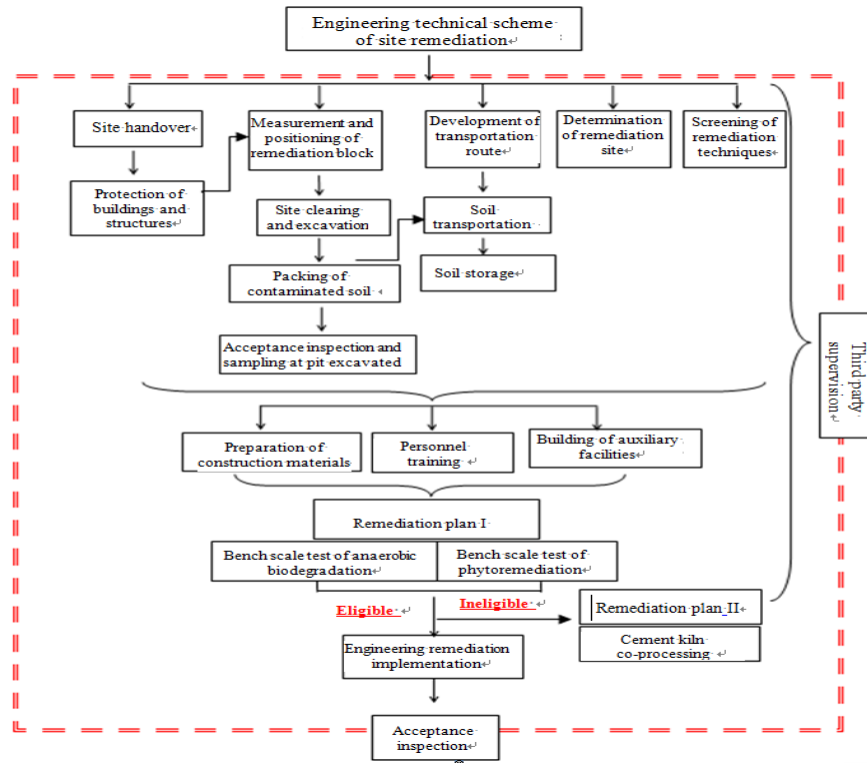 Engineering technical scheme
of site remediation
Site handover
Measurement and
positioning of
remediation block
Development of
transportation
route
Determination
of remediation
site
Screening of
remediation
techniques
Protection of
buildings and
structures
Site clearing
and excavation
Soil
transportation
Packing of
contaminated soil
Soil storage
Acceptance inspection and
sampling at pit excavated
Third party
supervision
Preparation of
construction materials
Personnel
training
Building of auxiliary
facilities
Remediation plan I
Bench scale test of anaerobic
biodegradation
Bench scale test of
phytoremediation
Eligible
Ineligible
Remediation plan II
Cement kiln
co-processing
Engineering remediation
implementation
Acceptance
inspection